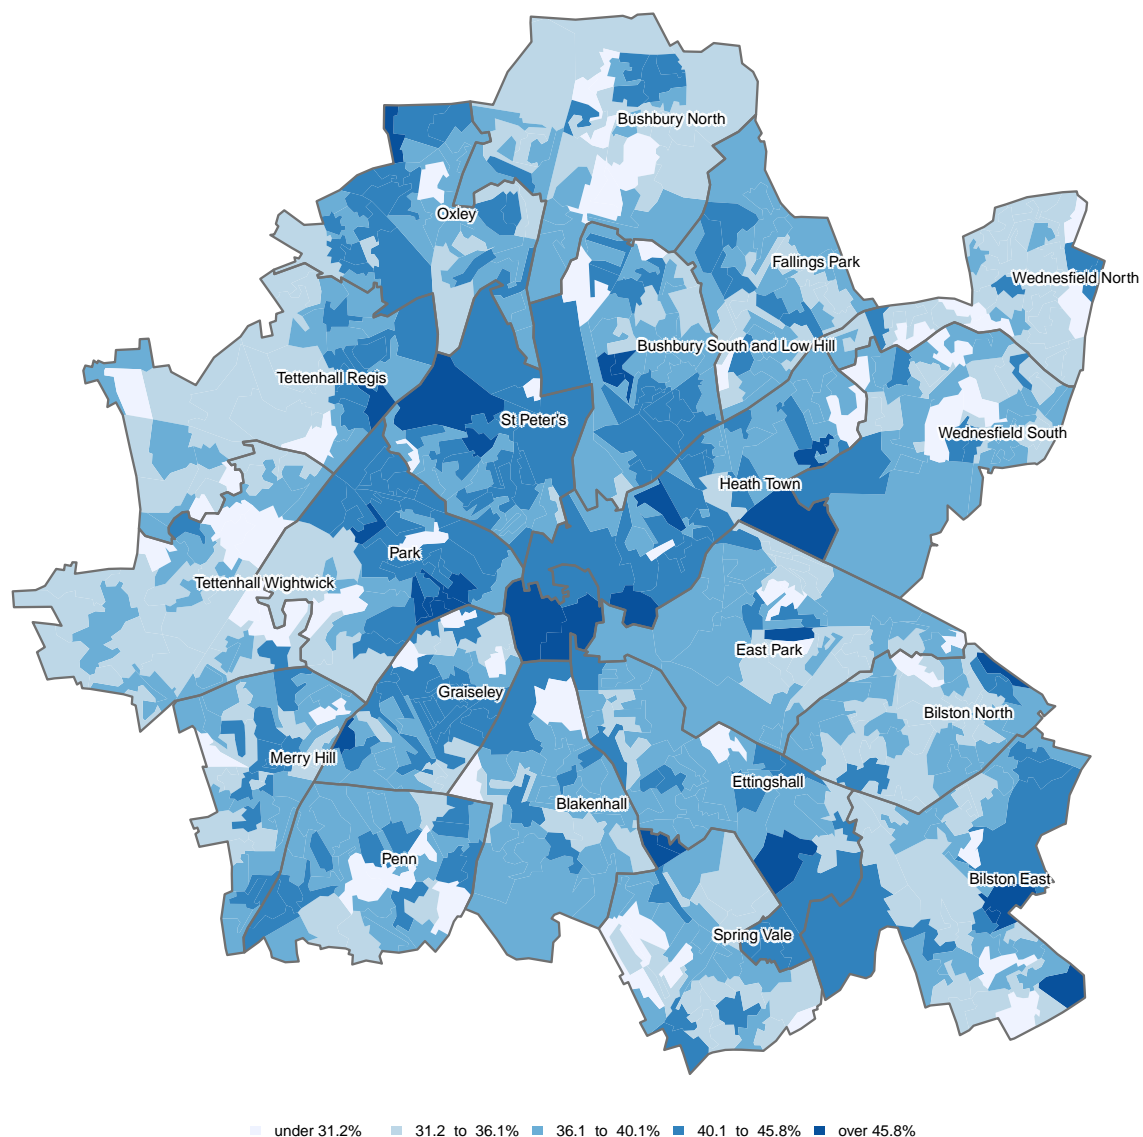 Bushbury North
Oxley
Fallings Park
Wednesfield North
Bushbury South and Low Hill
Tettenhall Regis
St Peter's
Wednesfield South
Heath Town
Park
Tettenhall Wightwick
East Park
Graiseley
Bilston North
Merry Hill
Ettingshall
Blakenhall
Penn
Bilston East
Spring Vale
under 31.2% 31.2 to 36.1% 36.1 to 40.1% 40.1 to 45.8% over 45.8%